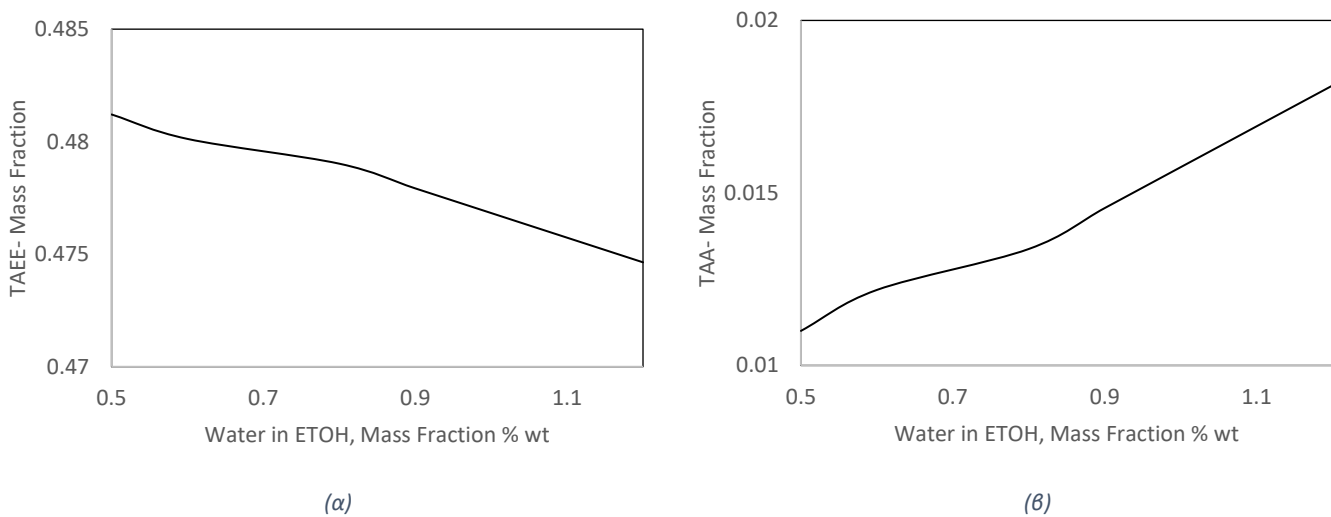 0.485
0.48
0.475
0.47
TAEE- Mass Fraction
0.5 0.7 0.9 1.1
Water in ETOH, Mass Fraction % wt
(α)
0.02
0.015
0.01
TAA- Mass Fraction
0.5 0.7 0.9 1.1
Water in ETOH, Mass Fraction % wt
(β)